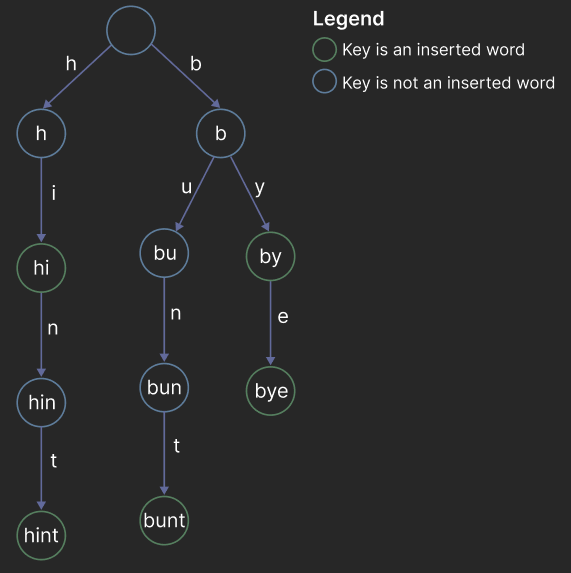 Legend
Key is an inserted word
Key is not an inserted word
h b
h b
i u y
hi bu by
n n e
hin bun bye
t t
hint bunt